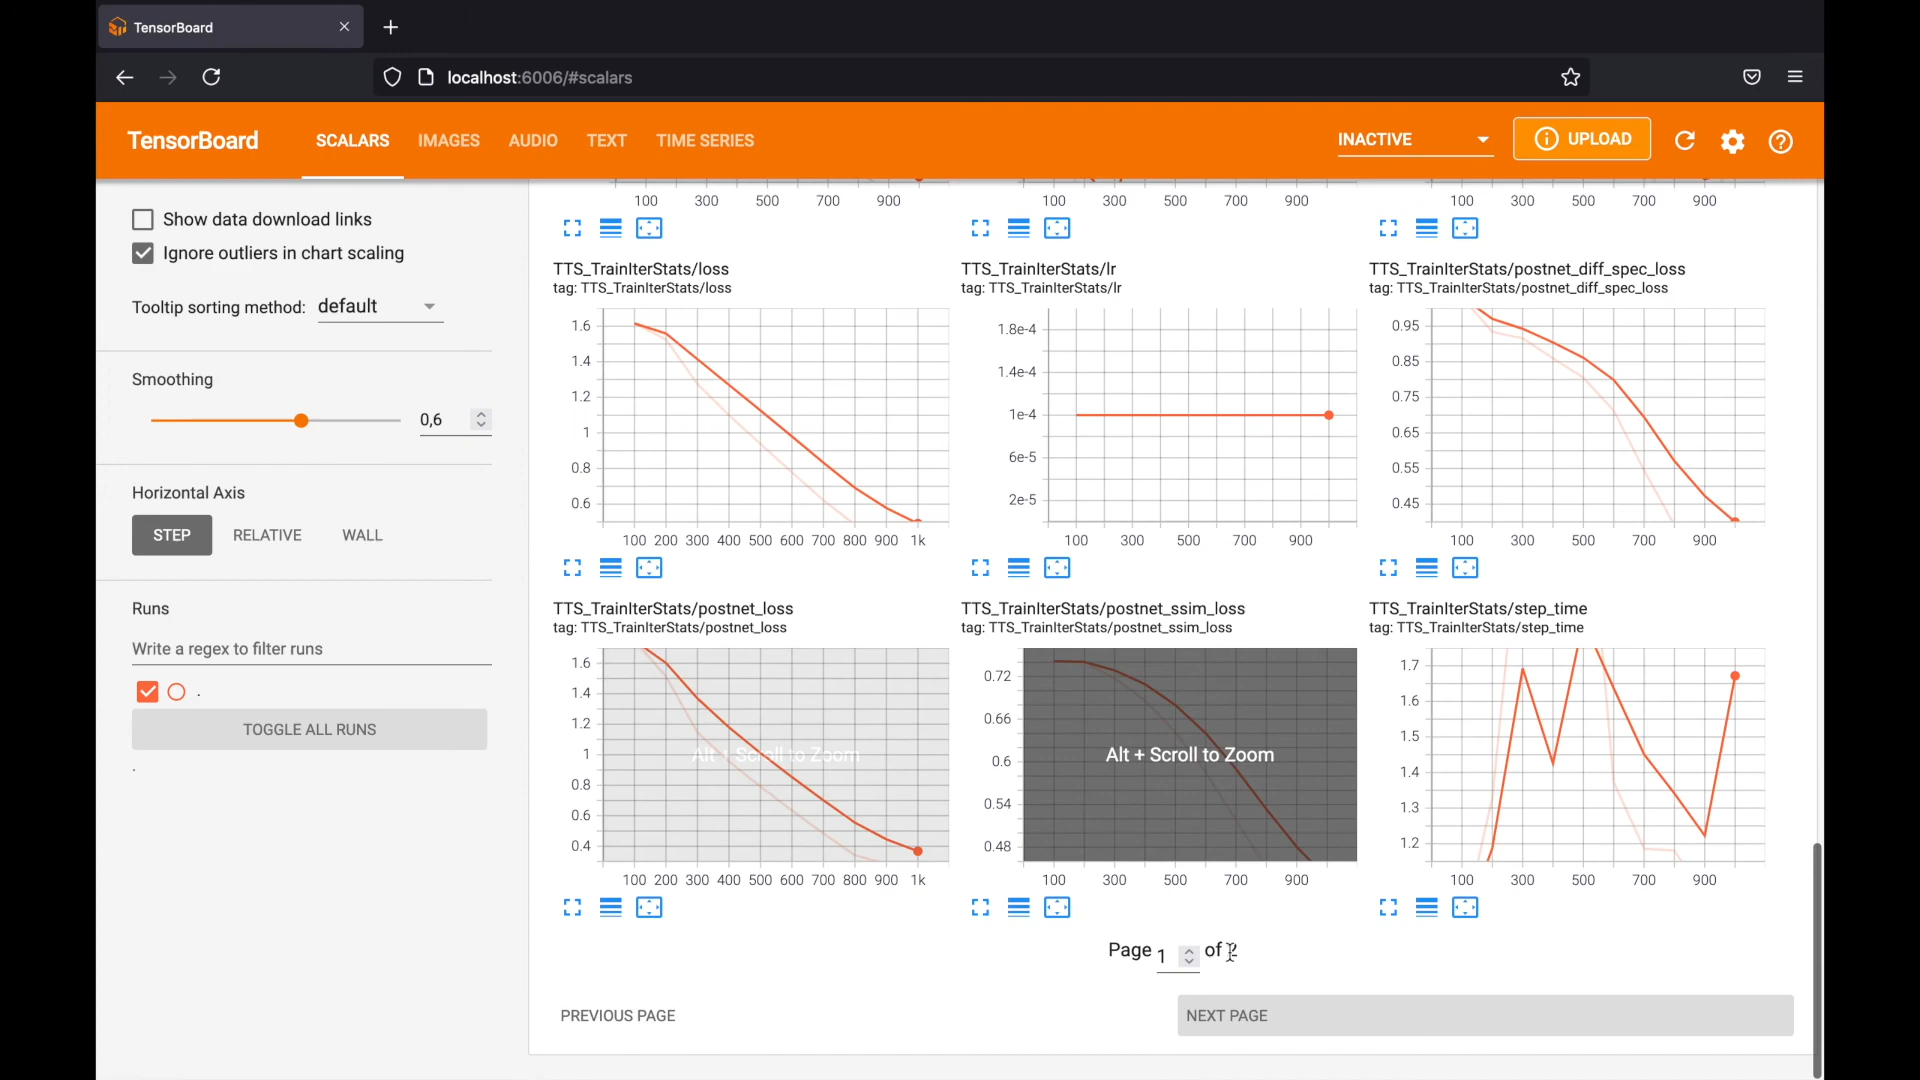 TensorBoard
localhost:6006/#scalars
TensorBoard SCALARS IMAGES AUDIO TEXT TIME SERIES INACTIVE UPLOAD
Show data download links
Ignore outliers in chart scaling
Tooltip sorting method: default
Smoothing
0,6
Horizontal Axis
STEP RELATIVE WALL
Runs
Write a regex to filter runs
.
TOGGLE ALL RUNS
.
100 300 500 700 900
100 300 500 700 900
100 300 500 700 900
TTS_TrainIterStats/loss
tag: TTS_TrainIterStats/loss
1.6
1.4
1.2
1
0.8
0.6
100 200 300 400 500 600 700 800 900 1k
TTS_TrainIterStats/lr
tag: TTS_TrainIterStats/lr
1.8e-4
1.4e-4
1e-4
6e-5
2e-5
100 300 500 700 900
TTS_TrainIterStats/postnet_diff_spec_loss
tag: TTS_TrainIterStats/postnet_diff_spec_loss
0.95
0.85
0.75
0.65
0.55
0.45
100 300 500 700 900
TTS_TrainIterStats/postnet_loss
tag: TTS_TrainIterStats/postnet_loss
1.6
1.4
1.2
1
0.8
0.6
0.4
Alt + Scroll to Zoom
100 200 300 400 500 600 700 800 900 1k
TTS_TrainIterStats/postnet_ssim_loss
tag: TTS_TrainIterStats/postnet_ssim_loss
0.72
0.66
0.6
0.54
0.48
Alt + Scroll to Zoom
100 300 500 700 900
TTS_TrainIterStats/step_time
tag: TTS_TrainIterStats/step_time
1.7
1.6
1.5
1.4
1.3
1.2
100 300 500 700 900
Page 1 of 2
PREVIOUS PAGE
NEXT PAGE